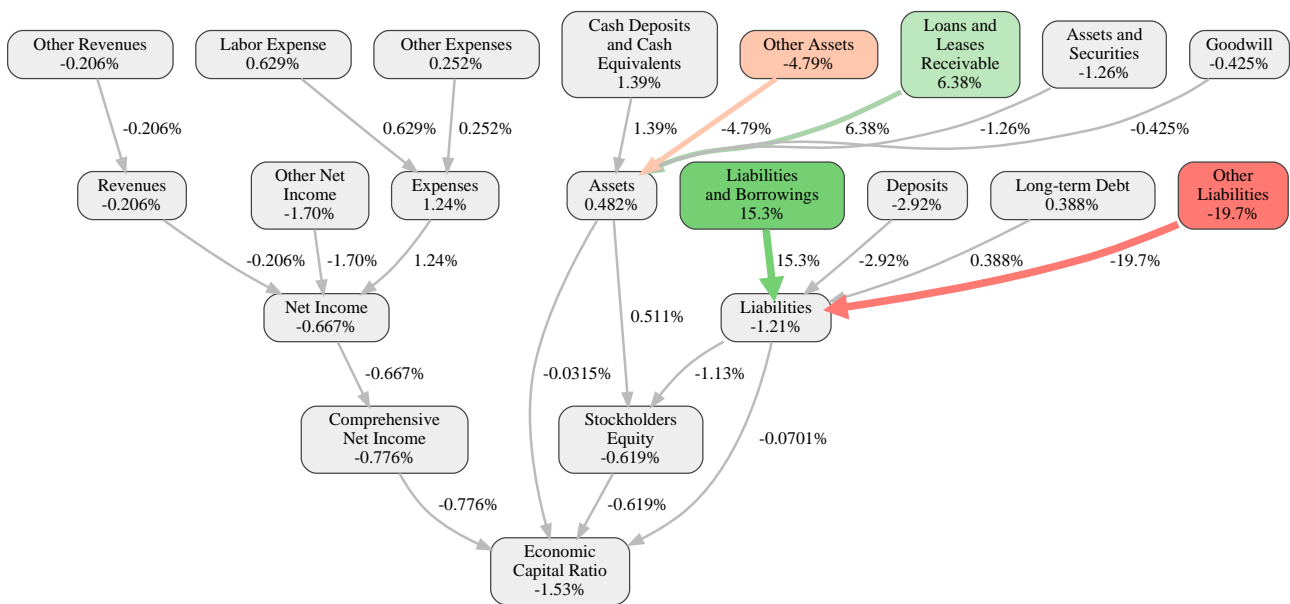 Other Revenues
-0.206%
Labor Expense
0.629%
Other Expenses
0.252%
Cash Deposits
and Cash
Equivalents
1.39%
Other Assets
-4.79%
Loans and
Leases
Receivable
6.38%
Assets and
Securities
-1.26%
Goodwill
-0.425%
-0.206%
0.629%
0.252%
1.39%
-4.79%
6.38%
-1.26%
-0.425%
Revenues
-0.206%
Other Net
Income
-1.70%
Expenses
1.24%
Assets
0.482%
Liabilities
and Borrowings
15.3%
Deposits
-2.92%
Long-term Debt
0.388%
Other
Liabilities
-19.7%
-0.206%
-1.70%
1.24%
15.3%
-2.92%
0.388%
-19.7%
Net Income
-0.667%
0.511%
Liabilities
-1.21%
-0.667%
-0.0315%
-1.13%
Comprehensive
Net Income
-0.776%
Stockholders
Equity
-0.619%
-0.0701%
-0.776%
-0.619%
Economic
Capital Ratio
-1.53%